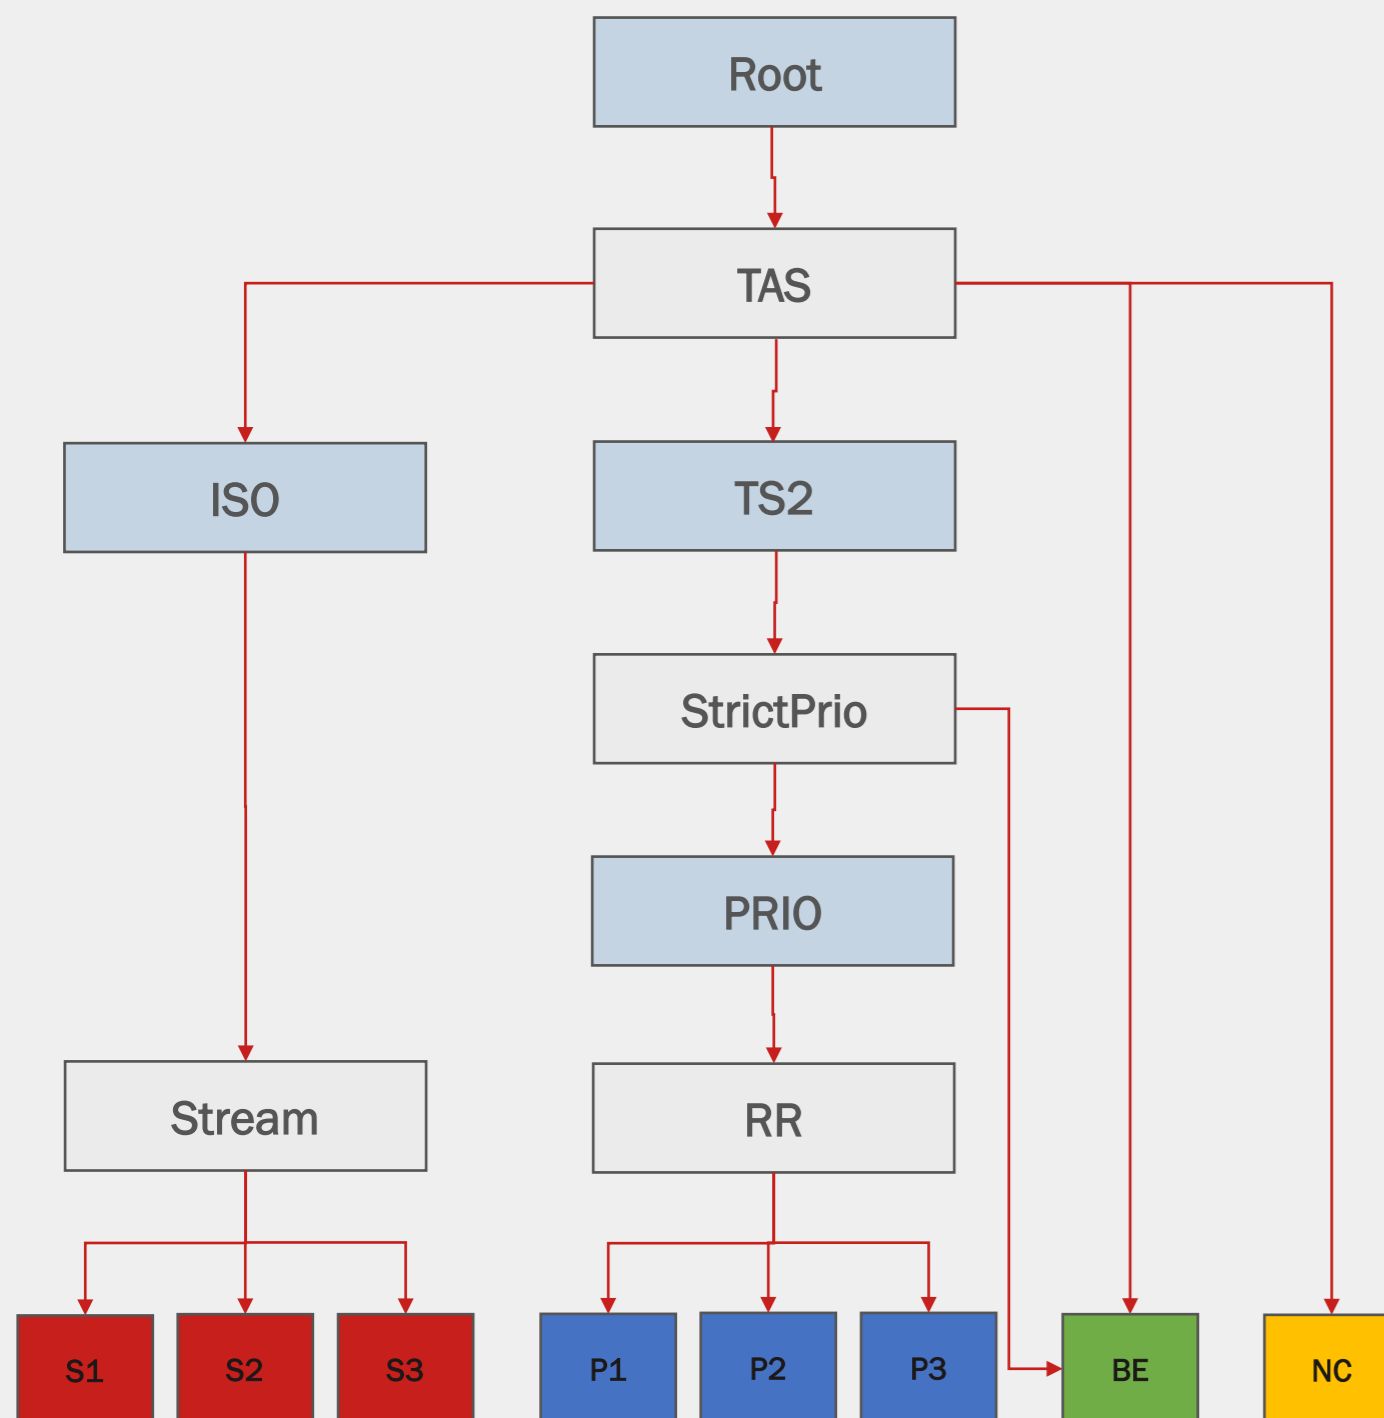 Root
TAS
ISO
TS2
StrictPrio
PRIO
Stream
RR
S1
S2
S3
P1
P2
P3
BE
NC